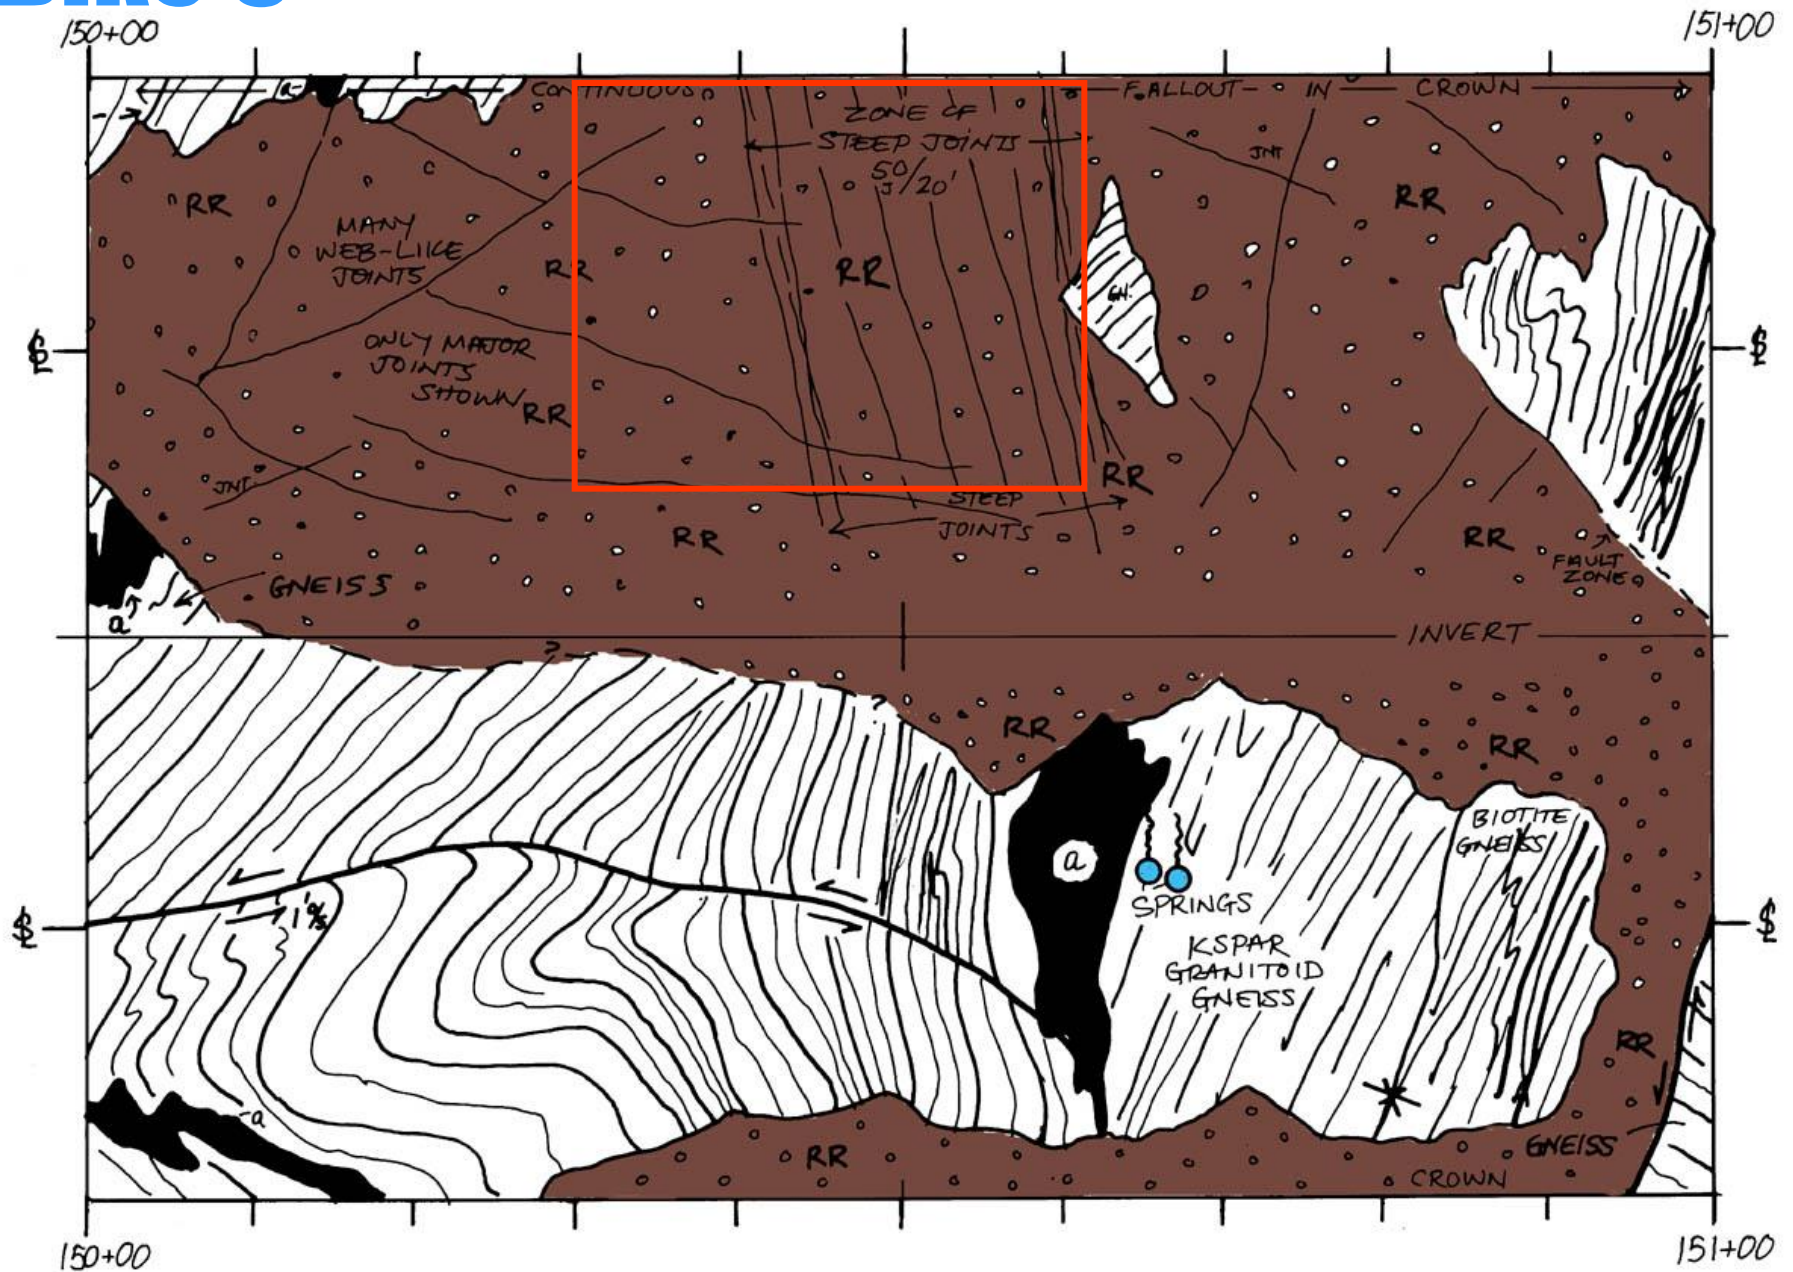 150+00
151+00
a
CONTINUOUS
FALLOUT IN CROWN
ZONE OF
STEEP JOINTS
50
J/20'
JNT
RR
RR
MANY
WEB-LIKE
JOINTS
RR
RR
GN.
ONLY MAJOR
JOINTS
SHOWN
RR
JNT.
RR
STEEP
JOINTS
RR
RR
FAULT
ZONE
GNEISS
a
INVERT
RR
RR
BIOTITE
GNEISS
a
SPRINGS
KSPAR
GRANITOID
GNEISS
RR
a
RR
GNEISS
CROWN
150+00
151+00